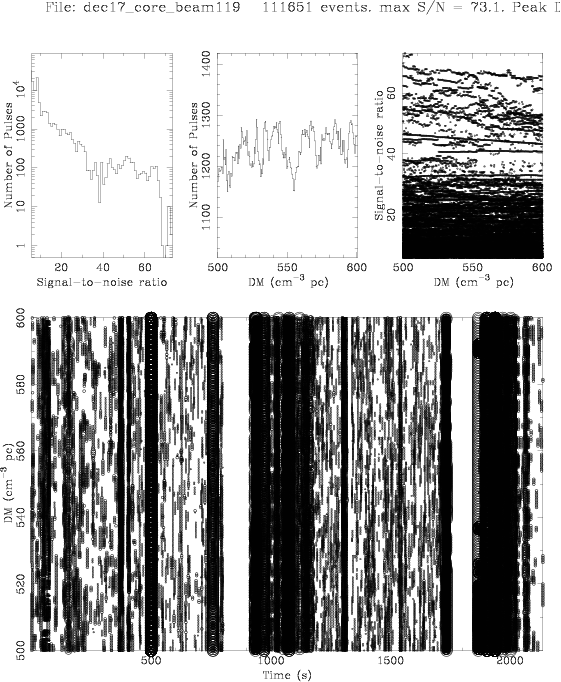 File: dec17_core_beam119 111651 events. max S/N = 73.1. Peak D
Number of Pulses
1 10 100 1000 10^4
20 40 60
Signal-to-noise ratio
Number of Pulses
1100 1200 1300 1400
500 550 600
DM (cm^-3 pc)
Signal-to-noise ratio
20 40 60
500 550 600
DM (cm^-3 pc)
DM (cm^-3 pc)
500 520 540 560 580 600
500 1000 1500 2000
Time (s)